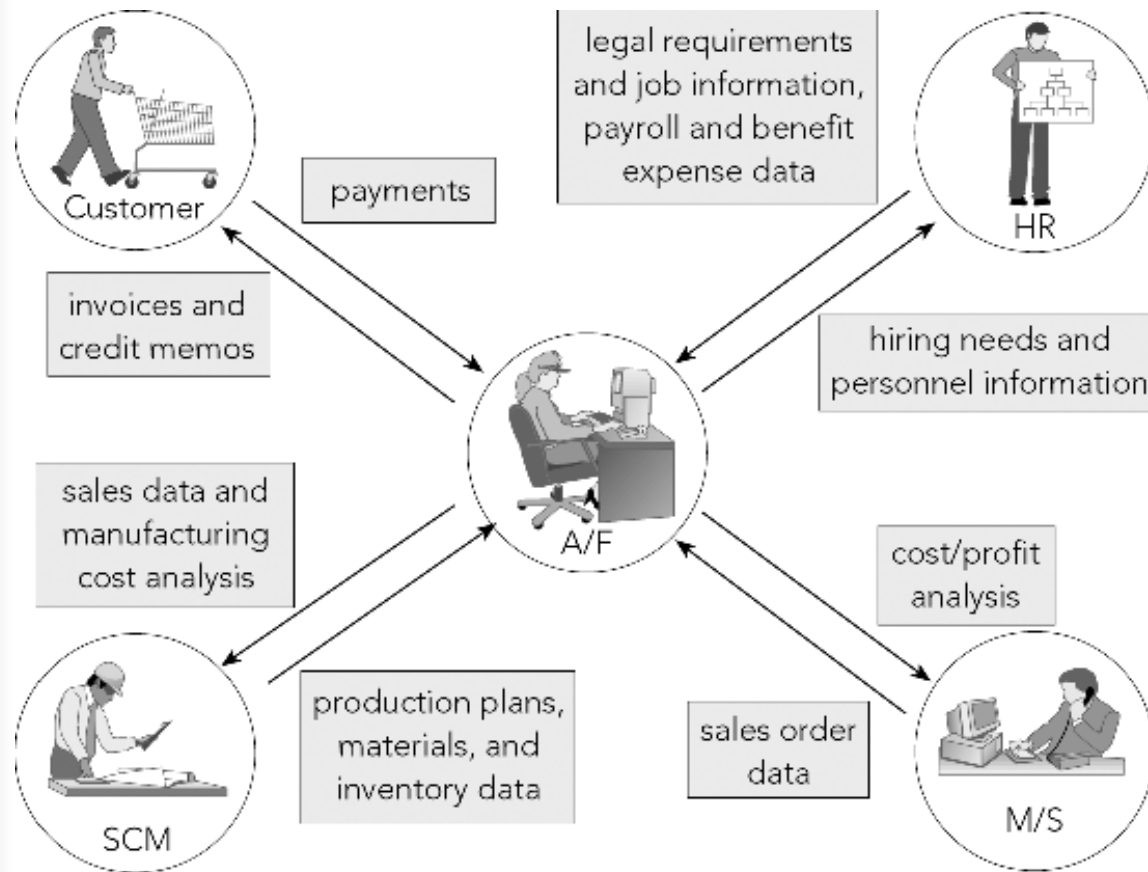 legal requirements
and job information,
payroll and benefit
expense data
Customer
payments
HR
invoices and
credit memos
hiring needs and
personnel information
A/F
sales data and
manufacturing
cost analysis
cost/profit
analysis
SCM
production plans,
materials, and
inventory data
sales order
data
M/S